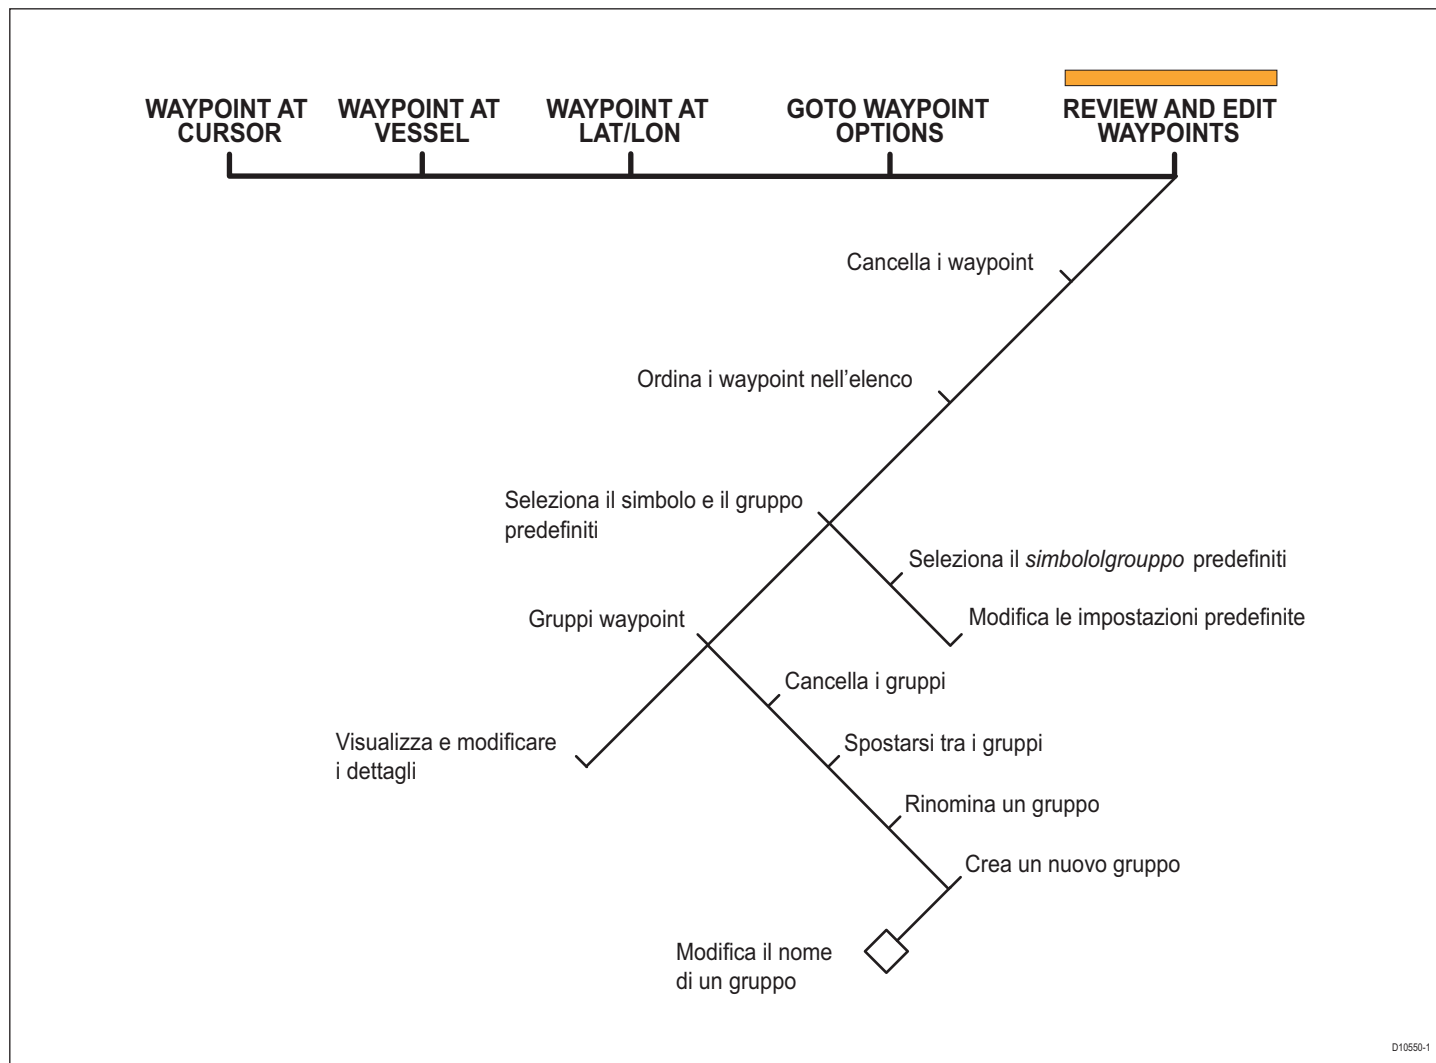 WAYPOINT AT
CURSOR
WAYPOINT AT
VESSEL
WAYPOINT AT
LAT/LON
GOTO WAYPOINT
OPTIONS
REVIEW AND EDIT
WAYPOINTS
Cancella i waypoint
Ordina i waypoint nell’elenco
Seleziona il simbolo e il gruppo
predefiniti
Seleziona il simbololgrouppo predefiniti
Modifica le impostazioni predefinite
Gruppi waypoint
Cancella i gruppi
Visualizza e modificare
i dettagli
Spostarsi tra i gruppi
Rinomina un gruppo
Crea un nuovo gruppo
Modifica il nome
di un gruppo
D10550-1